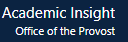 Academic Insight
Office of the Provost